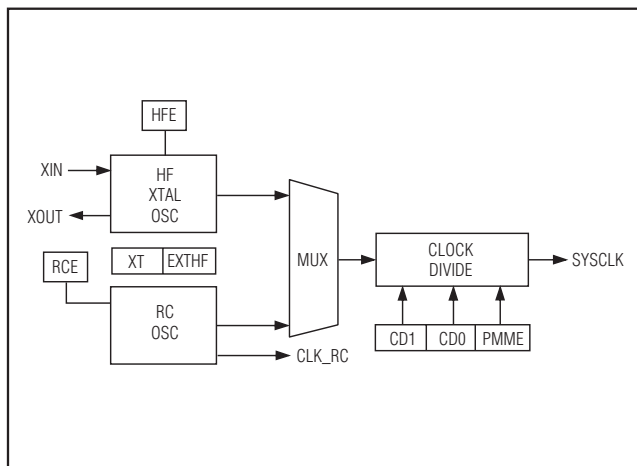 HFE
XIN
HF
XTAL
OSC
XOUT
RCE
XT
EXTHF
RC
OSC
CLK_RC
MUX
CLOCK
DIVIDE
SYSCLK
CD1
CD0
PMME